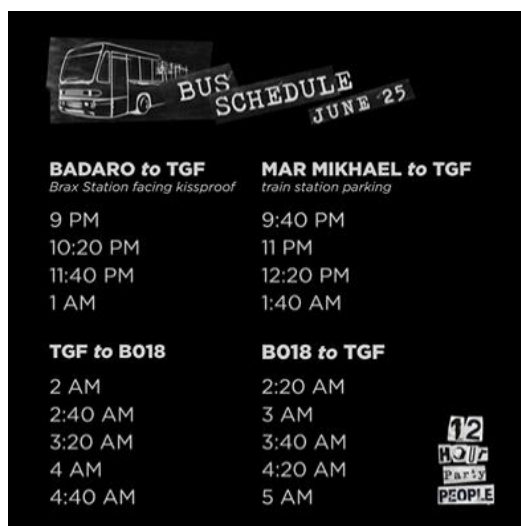 BUS
SCHEDULE
JUNE '25
BADARO to TGF
Brax Station facing kissproof
9 PM
10:20 PM
11:40 PM
1 AM
MAR MIKHAEL to TGF
train station parking
9:40 PM
11 PM
12:20 PM
1:40 AM
TGF to B018
2 AM
2:40 AM
3:20 AM
4 AM
4:40 AM
B018 to TGF
2:20 AM
3 AM
3:40 AM
4:20 AM
5 AM
12
HOUr
Party
PEOPLE